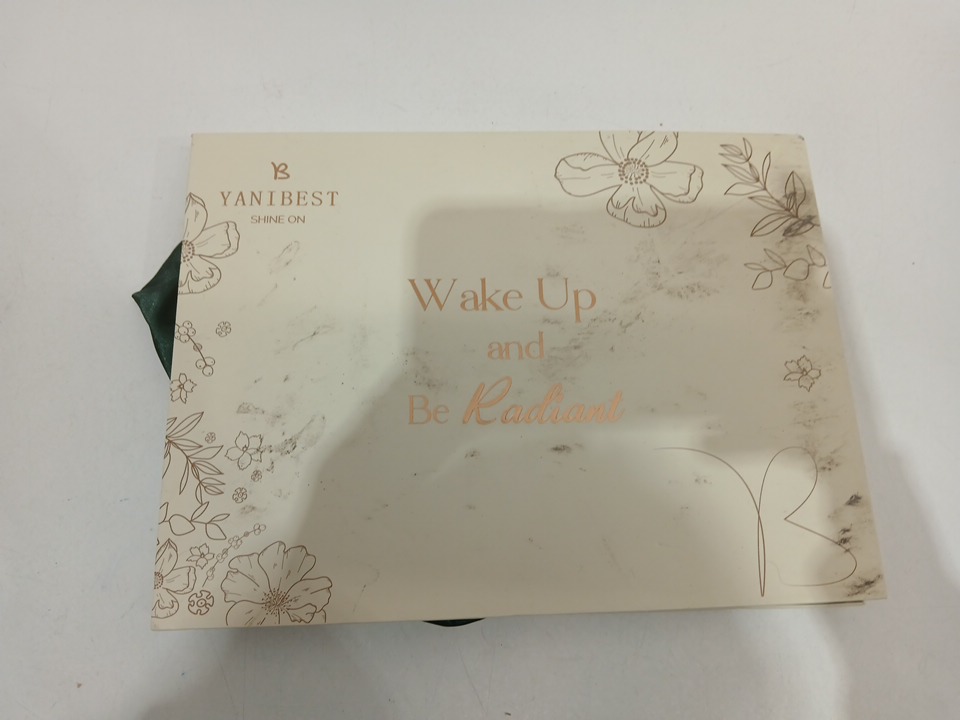 YANIBEST
SHINE ON
Wake Up
and
Be Radiant